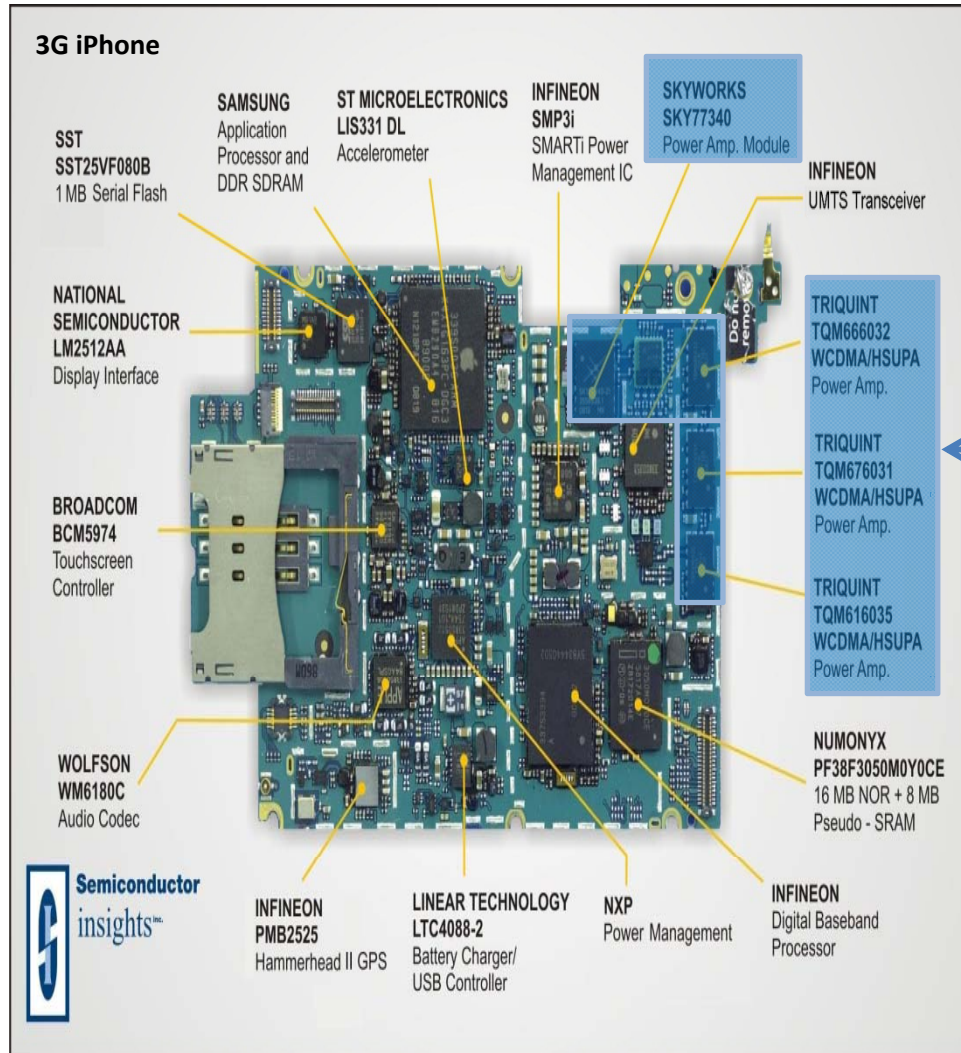 3G iPhone
SST
SST25VF080B
1 MB Serial Flash
SAMSUNG
Application
Processor and
DDR SDRAM
ST MICROELECTRONICS
LIS331 DL
Accelerometer
INFINEON
SMP3i
SMARTi Power
Management IC
SKYWORKS
SKY77340
Power Amp. Module
INFINEON
UMTS Transceiver
NATIONAL
SEMICONDUCTOR
LM2512AA
Display Interface
Do no
remove
TRIQUINT
TQM666032
WCDMA/HSUPA
Power Amp.
TRIQUINT
TQM676031
WCDMA/HSUPA
Power Amp.
TRIQUINT
TQM616035
WCDMA/HSUPA
Power Amp.
BROADCOM
BCM5974
Touchscreen
Controller
WOLFSON
WM6180C
Audio Codec
NUMONYX
PF38F3050M0Y0CE
16 MB NOR + 8 MB
Pseudo - SRAM
INFINEON
PMB2525
Hammerhead II GPS
LINEAR TECHNOLOGY
LTC4088-2
Battery Charger/
USB Controller
NXP
Power Management
INFINEON
Digital Baseband
Processor
Semiconductor
insights inc.